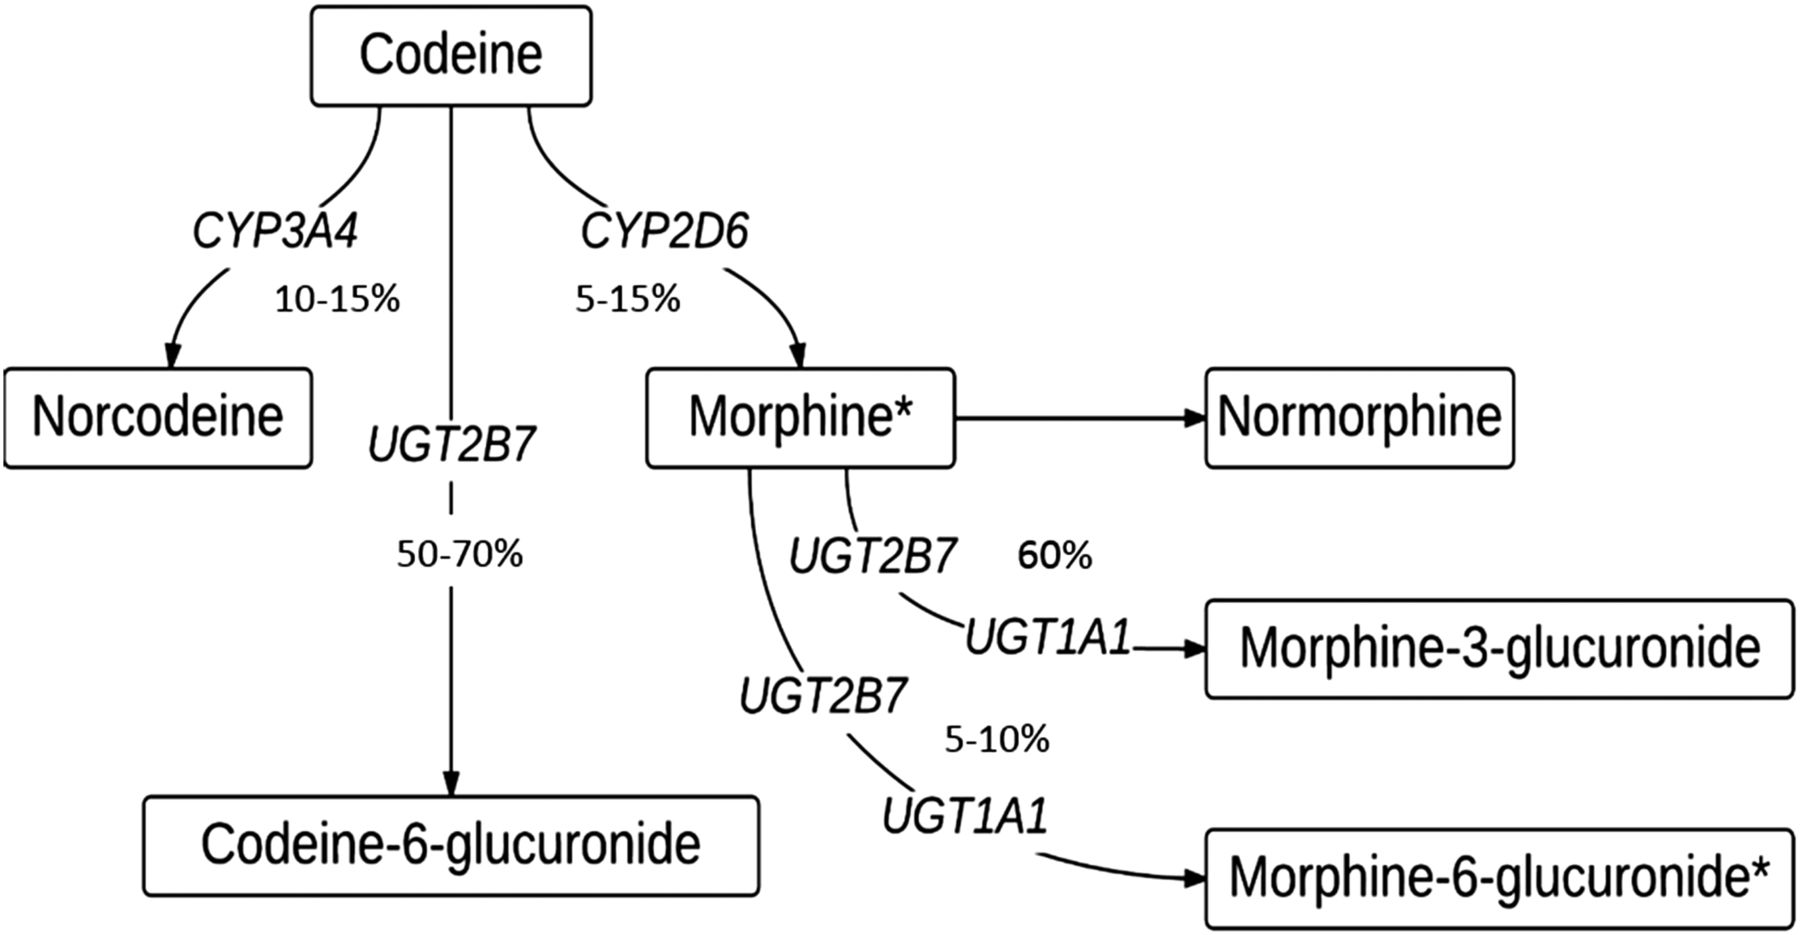 Codeine
CYP3A4
CYP2D6
10-15%
5-15%
Norcodeine
UGT2B7
Morphine*
Normorphine
50-70%
UGT2B7
60%
UGT1A1
Morphine-3-glucuronide
UGT2B7
5-10%
UGT1A1
Codeine-6-glucuronide
Morphine-6-glucuronide*